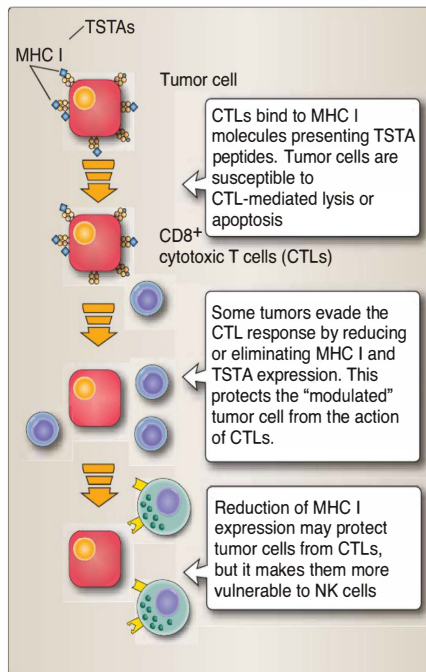 TSTAs
MHC I
Tumor cell
CTLs bind to MHC I
molecules presenting TSTA
peptides. Tumor cells are
susceptible to
CTL-mediated lysis or
apoptosis
CD8+
cytotoxic T cells (CTLs)
Some tumors evade the
CTL response by reducing
or eliminating MHC I and
TSTA expression. This
protects the “modulated”
tumor cell from the action
of CTLs.
Reduction of MHC I
expression may protect
tumor cells from CTLs,
but it makes them more
vulnerable to NK cells